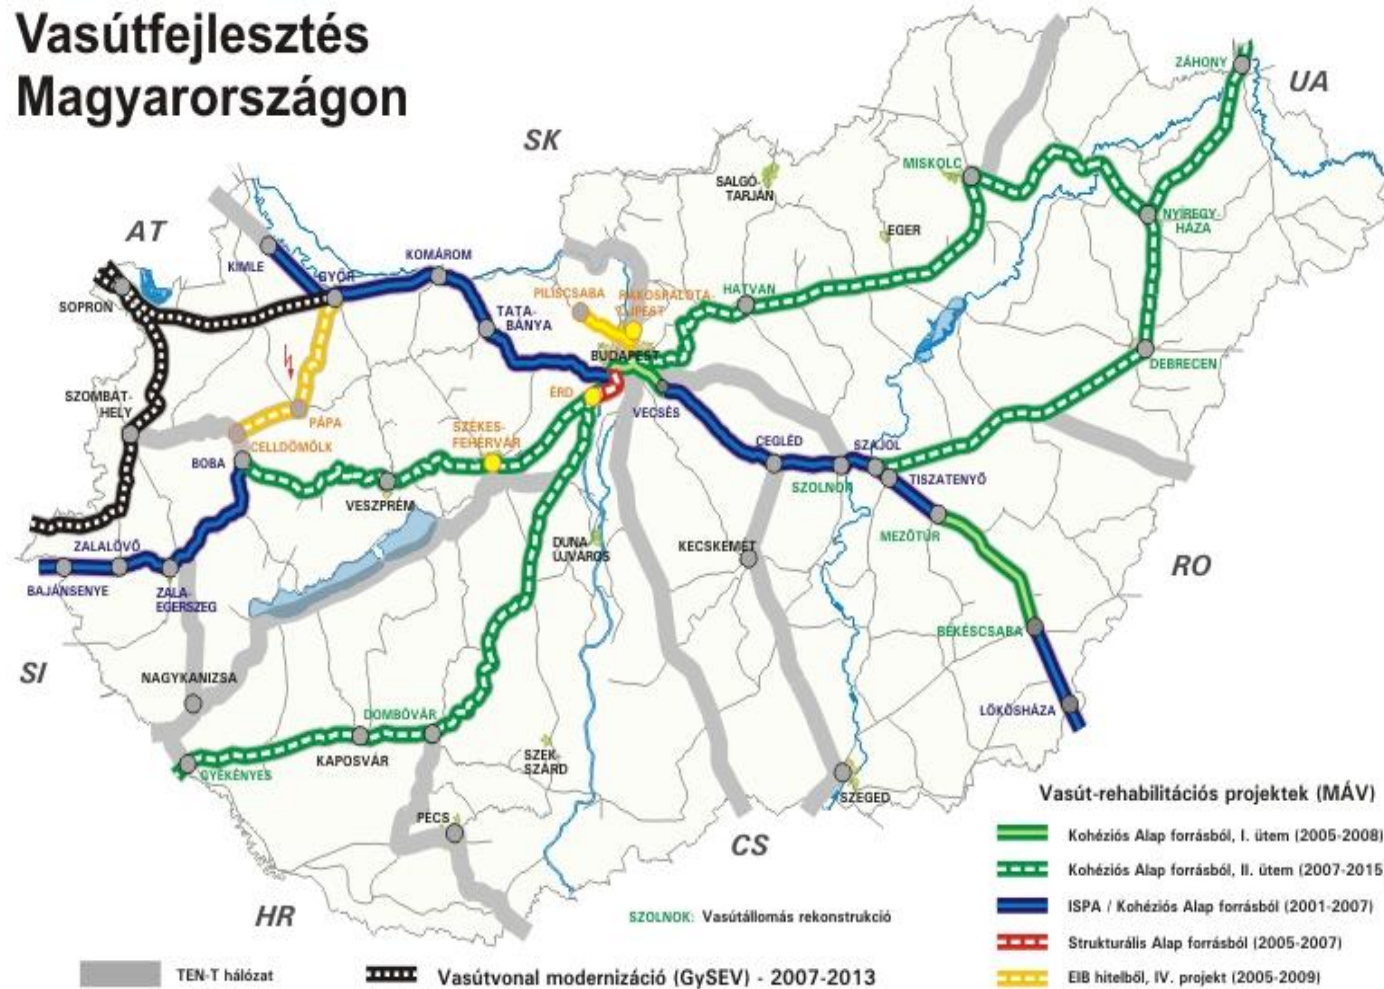 Vasútfejlesztés
Magyarországon
SK
UA
AT
ZÁHONY
MISKOLC
SALGÓ-
TARJÁN
EGER
NYÍREGY-
HÁZA
KIMLE
GYŐR
KOMÁROM
TATA-
BÁNYA
PILISCSABA
RÁKOSPALOTA-
ÚJPEST
HATVAN
SOPRON
BUDAPEST
DEBRECEN
SZOMBAT-
HELY
PÁPA
ÉRD
VECSÉS
CELLDÖMÖLK
SZÉKES-
FEHÉRVÁR
CEGLÉD
SZAJOL
BOBA
VESZPRÉM
SZOLNOK
TISZATENYŐ
MEZŐTÚR
ZALALÖVŐ
DUNA
ÚJVÁROS
KECSKEMÉT
RO
BAJÁNSENYE
ZALA-
EGERSZEG
BÉKÉSCSABA
SI
NAGYKANIZSA
DOMBÓVÁR
LŐKÖSHÁZA
GYÉKÉNYES
KAPOSVÁR
SZEK-
SZÁRD
SZEGED
PÉCS
CS
HR
Vasút-rehabilitációs projektek (MÁV)
Kohéziós Alap forrásból, I. ütem (2005-2008)
Kohéziós Alap forrásból, II. ütem (2007-2015
ISPA / Kohéziós Alap forrásból (2001-2007)
Strukturális Alap forrásból (2005-2007)
EIB hitelből, IV. projekt (2005-2009)
SZOLNOK: Vasútállomás rekonstrukció
TEN-T hálózat
Vasútvonal modernizáció (GySEV) - 2007-2013